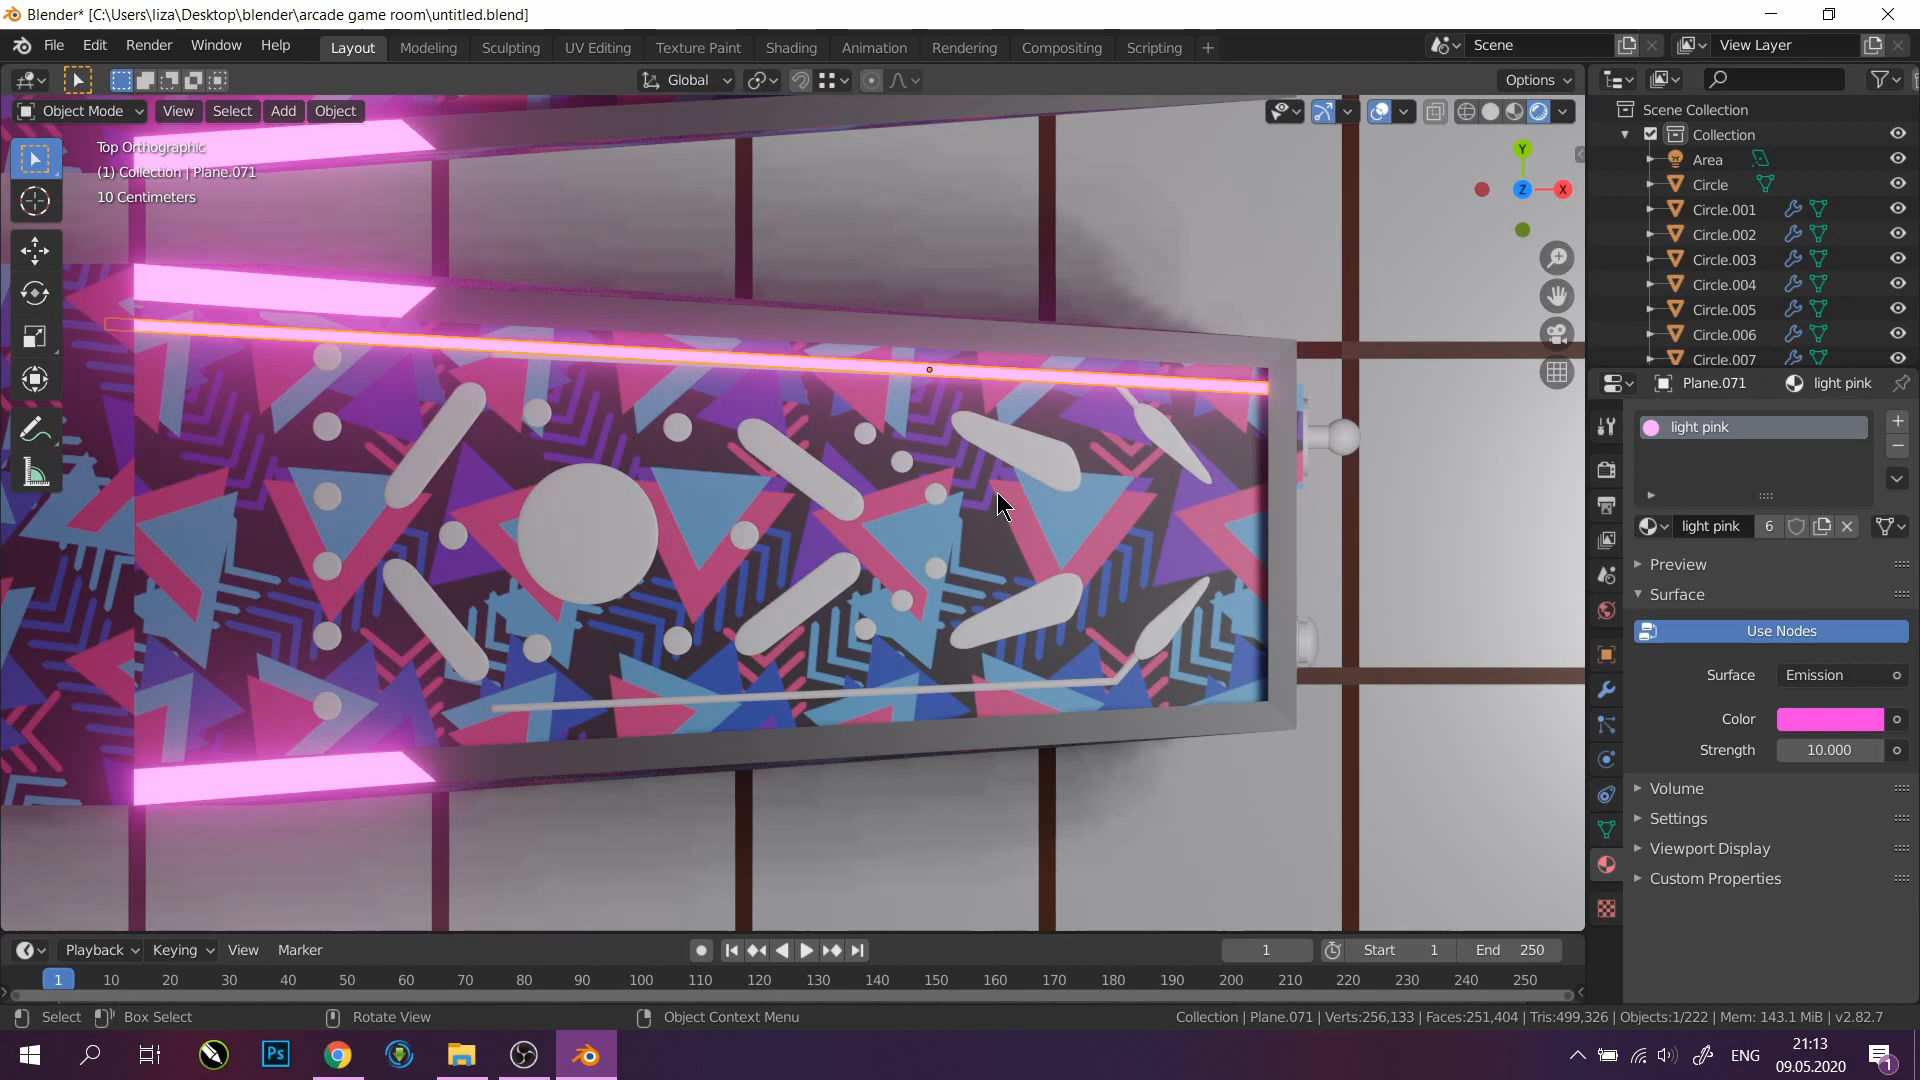 Blender* [C:\Users\liza\Desktop\blender\arcade game room\untitled.blend]
File Edit Render Window Help
Layout Modeling Sculpting UV Editing Texture Paint Shading Animation Rendering Compositing Scripting +
Scene
View Layer
Global
Options
Object Mode View Select Add Object
Top Orthographic
(1) Collection | Plane.071
10 Centimeters
Y
Z
X
Scene Collection
Collection
Area
Circle
Circle.001
Circle.002
Circle.003
Circle.004
Circle.005
Circle.006
Circle.007
Plane.071 light pink
light pink
light pink 6
Preview
Surface
Use Nodes
Surface Emission
Color
Strength 10.000
Volume
Settings
Viewport Display
Custom Properties
Playback Keying View Marker
1 Start 1 End 250
1 10 20 30 40 50 60 70 80 90 100 110 120 130 140 150 160 170 180 190 200 210 220 230 240 250
Select Box Select Rotate View Object Context Menu
Collection | Plane.071 | Verts:256,133 | Faces:251,404 | Tris:499,326 | Objects:1/222 | Mem: 143.1 MiB | v2.82.7
Ps
ENG
21:13
09.05.2020
1